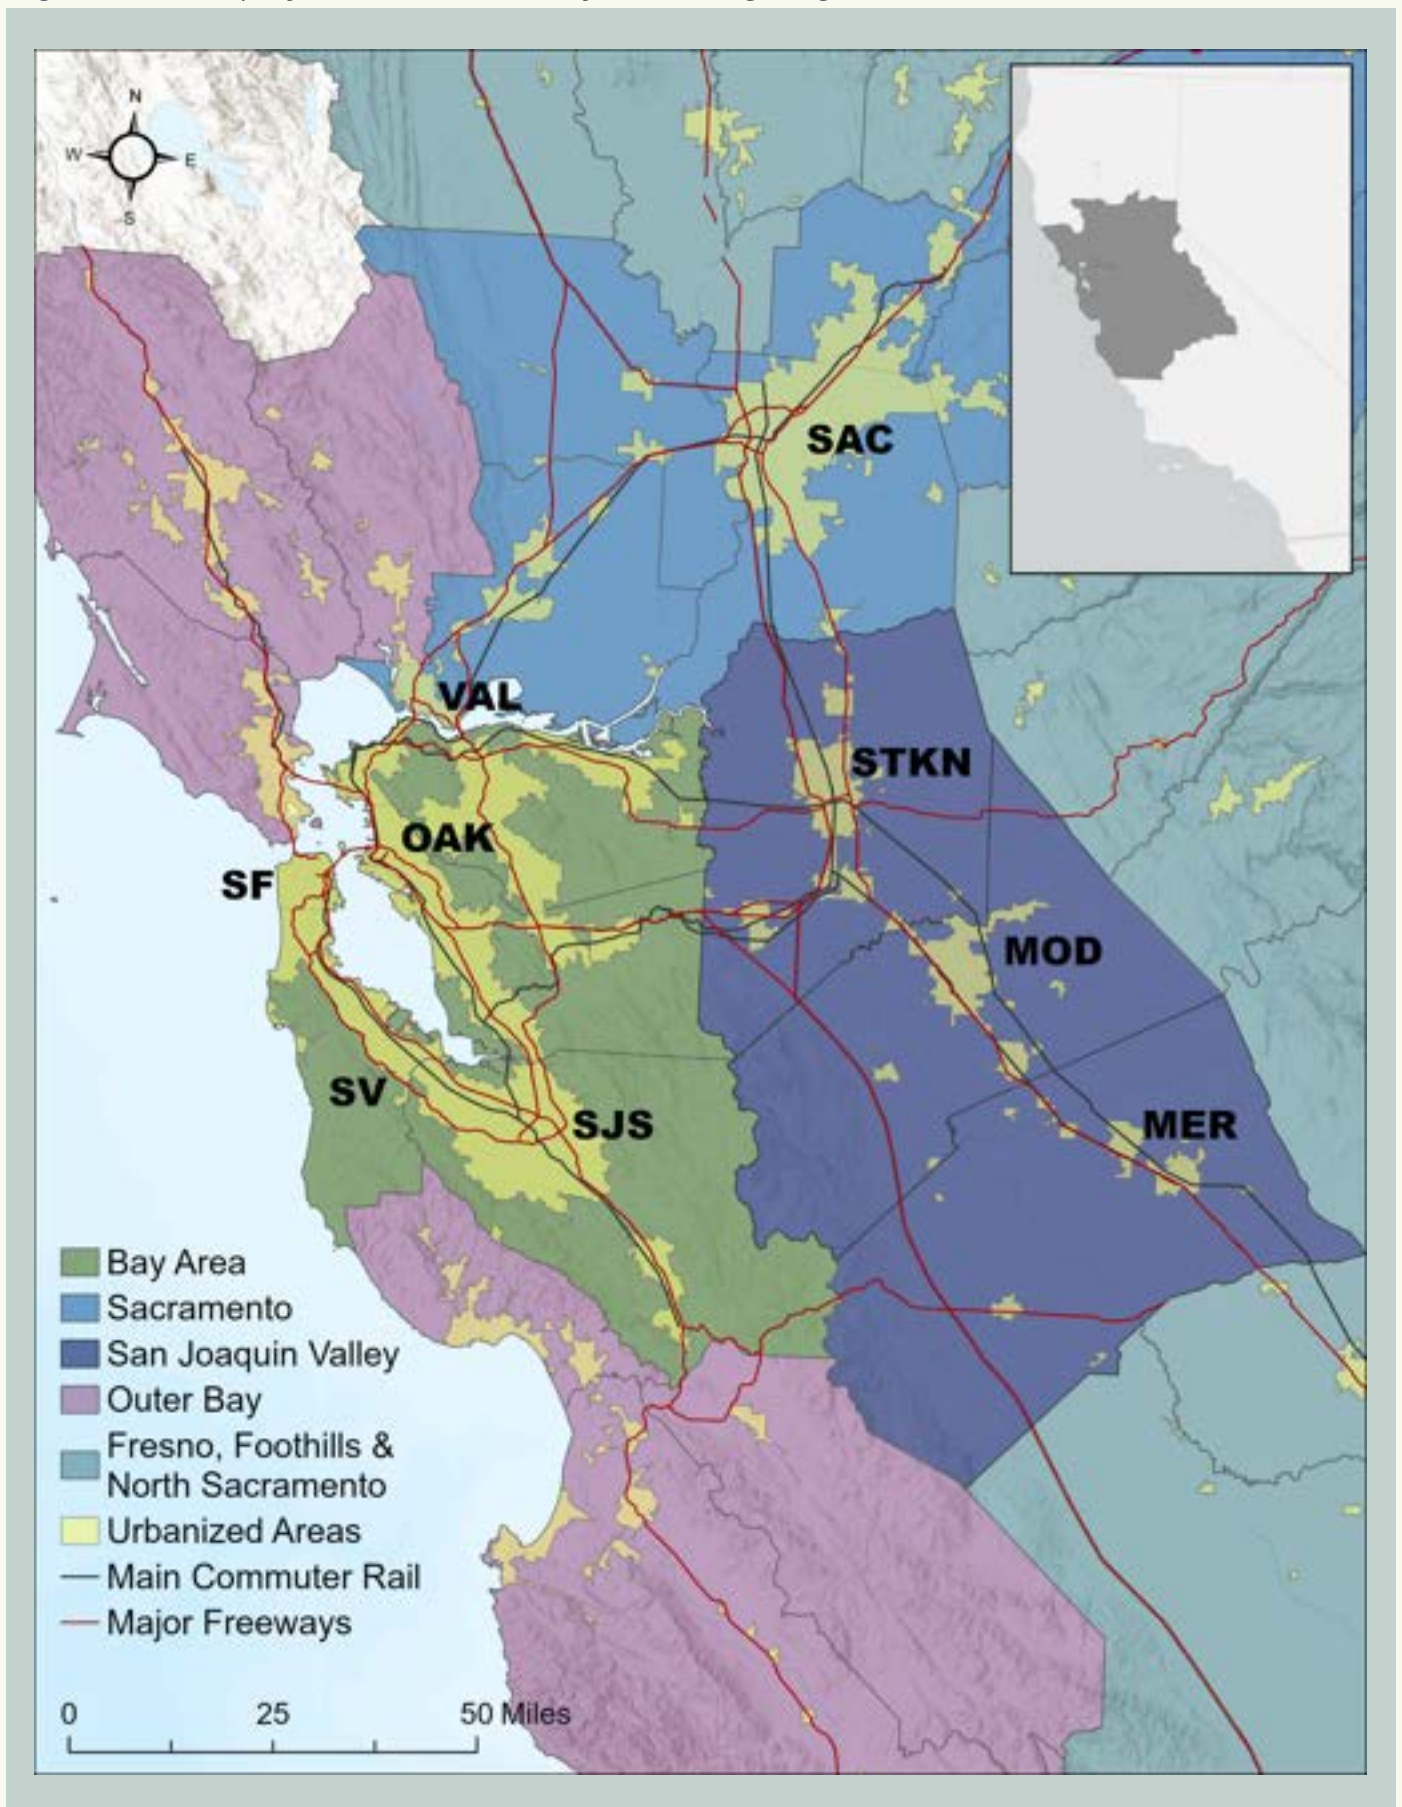 N
W
E
S
SAC
VAL
STKN
OAK
SF
MOD
SV
SJS
MER
Bay Area
Sacramento
San Joaquin Valley
Outer Bay
Fresno, Foothills &
North Sacramento
Urbanized Areas
Main Commuter Rail
Major Freeways
0 25 50 Miles